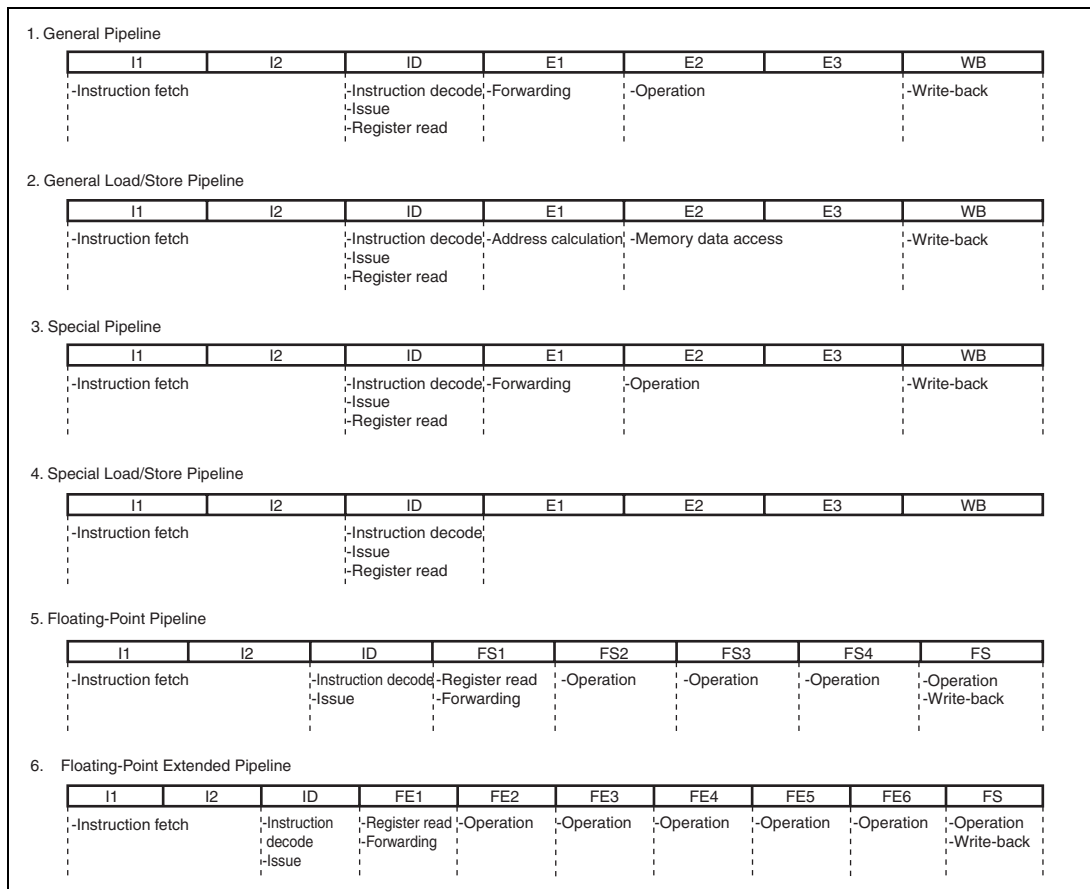 1. General Pipeline
I1 I2 ID E1 E2 E3 WB
-Instruction fetch -Instruction decode -Forwarding -Operation -Write-back
-Issue
-Register read
2. General Load/Store Pipeline
I1 I2 ID E1 E2 E3 WB
-Instruction fetch -Instruction decode -Address calculation -Memory data access -Write-back
-Issue
-Register read
3. Special Pipeline
I1 I2 ID E1 E2 E3 WB
-Instruction fetch -Instruction decode -Forwarding -Operation -Write-back
-Issue
-Register read
4. Special Load/Store Pipeline
I1 I2 ID E1 E2 E3 WB
-Instruction fetch -Instruction decode
-Issue
-Register read
5. Floating-Point Pipeline
I1 I2 ID FS1 FS2 FS3 FS4 FS
-Instruction fetch -Instruction decode -Register read -Operation -Operation -Operation -Operation
-Issue -Forwarding -Write-back
6. Floating-Point Extended Pipeline
I1 I2 ID FE1 FE2 FE3 FE4 FE5 FE6 FS
-Instruction fetch -Instruction -Register read -Operation -Operation -Operation -Operation -Operation -Operation
decode -Forwarding -Write-back
-Issue